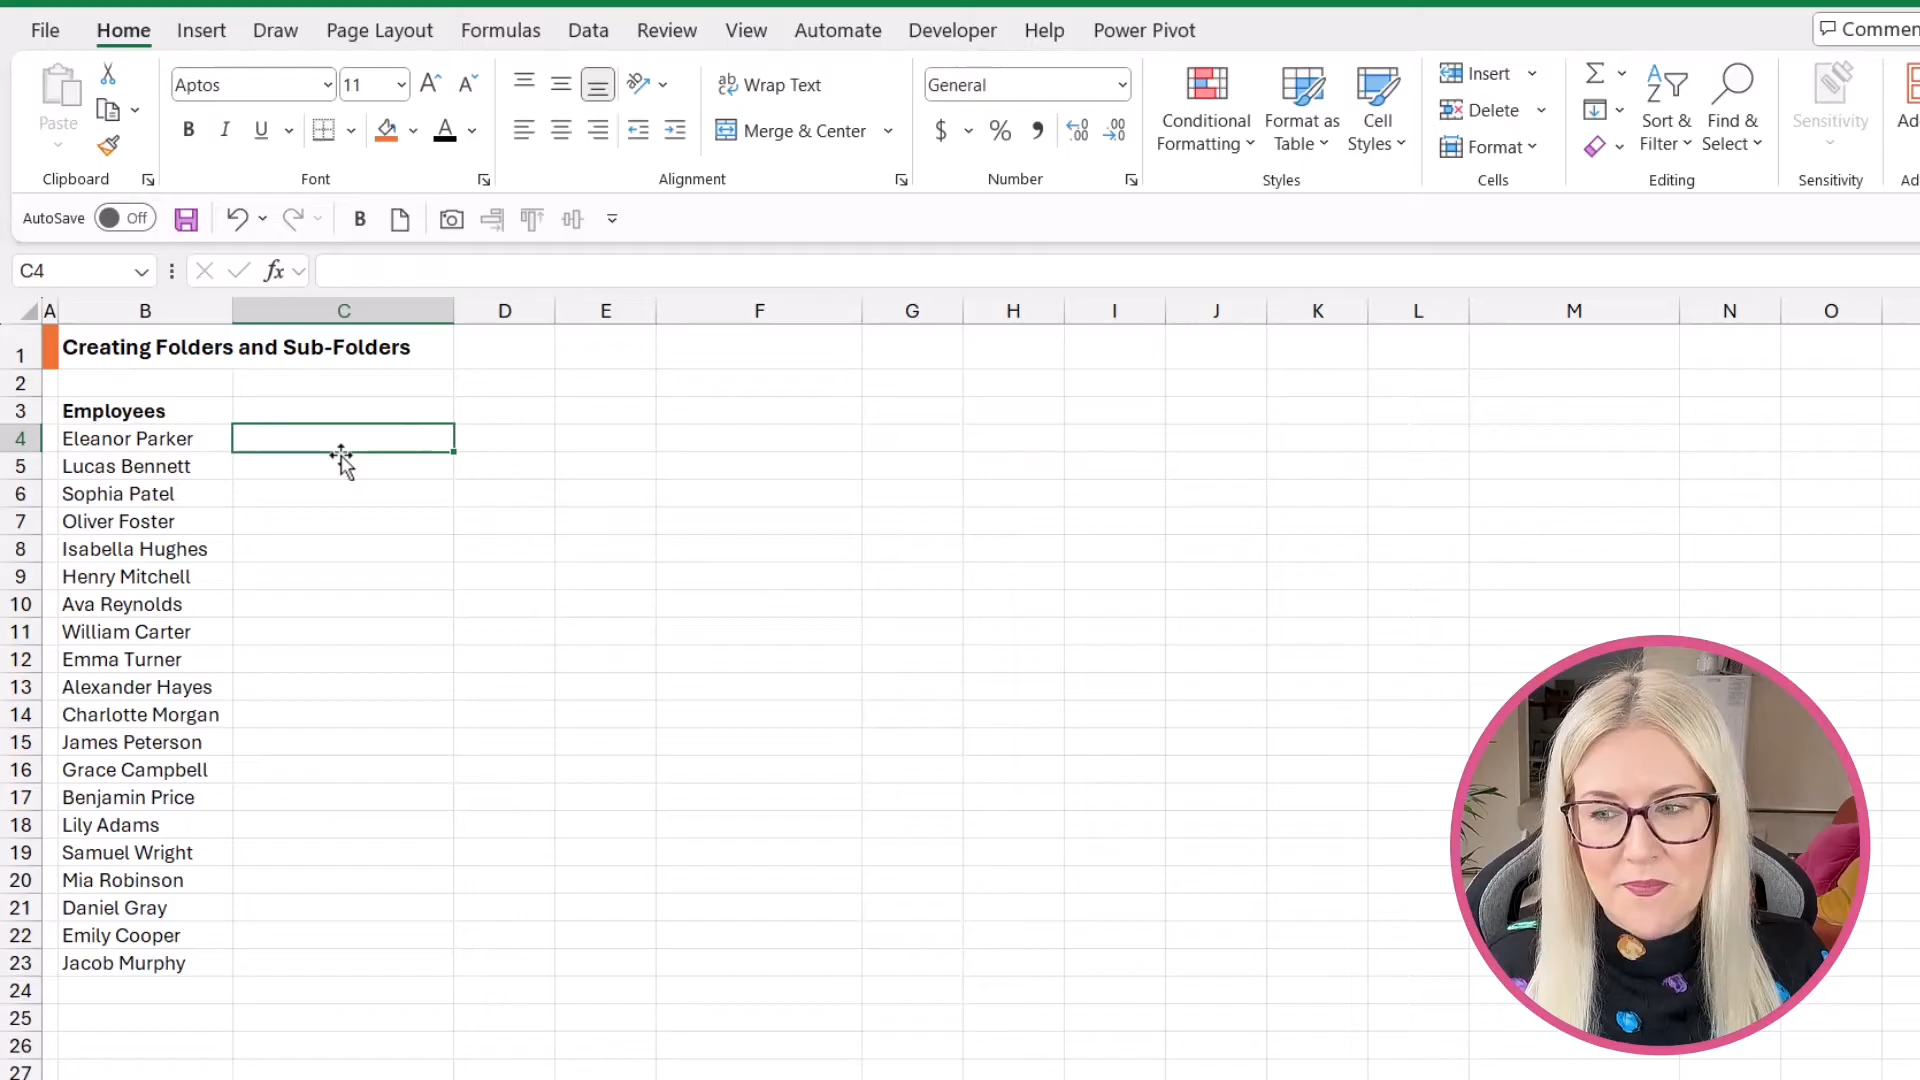 File Home Insert Draw Page Layout Formulas Data Review View Automate Developer Help Power Pivot Commen
Aptos 11 Wrap Text General Insert
Paste B I U Merge & Center $ % Conditional Formatting Format as Table Cell Styles Delete Sort & Filter Find & Select Sensitivity Ad
Format
Clipboard Font Alignment Number Styles Cells Editing Sensitivity Ad
AutoSave Off B
C4 fx
A B C D E F G H I J K L M N O
1 Creating Folders and Sub-Folders
2
3 Employees
4 Eleanor Parker
5 Lucas Bennett
6 Sophia Patel
7 Oliver Foster
8 Isabella Hughes
9 Henry Mitchell
10 Ava Reynolds
11 William Carter
12 Emma Turner
13 Alexander Hayes
14 Charlotte Morgan
15 James Peterson
16 Grace Campbell
17 Benjamin Price
18 Lily Adams
19 Samuel Wright
20 Mia Robinson
21 Daniel Gray
22 Emily Cooper
23 Jacob Murphy
24
25
26
27